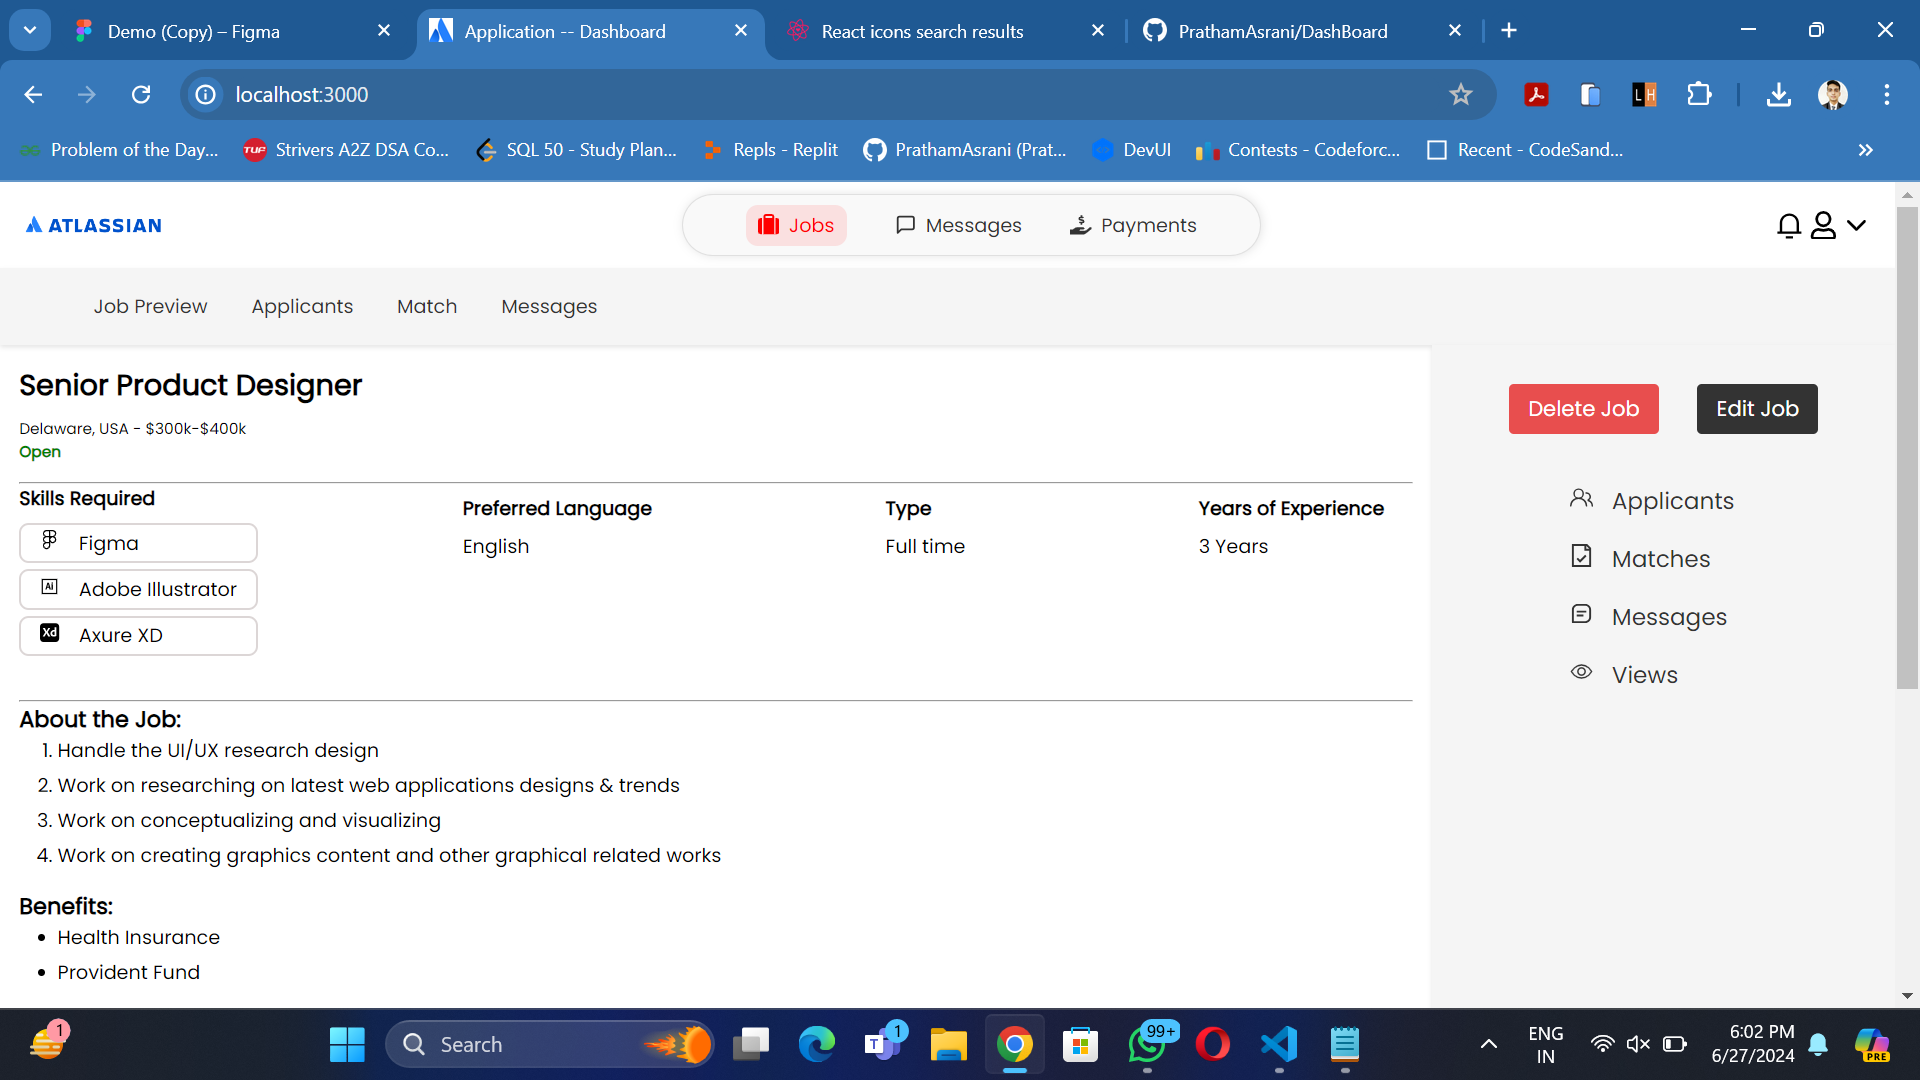 Demo (Copy) – Figma
Application -- Dashboard
React icons search results
PrathamAsrani/DashBoard
localhost:3000
L H
Problem of the Day...
TUF
Strivers A2Z DSA Co...
SQL 50 - Study Plan...
Repls - Replit
PrathamAsrani (Prat...
DevUI
Contests - Codeforc...
Recent - CodeSand...
ATLASSIAN
Jobs
Messages
Payments
Job Preview
Applicants
Match
Messages
Senior Product Designer
Delaware, USA - $300k-$400k
Open
Delete Job
Edit Job
Skills Required
Figma
Ai
Adobe Illustrator
Xd
Axure XD
Preferred Language
English
Type
Full time
Years of Experience
3 Years
Applicants
Matches
Messages
Views
About the Job:
1. Handle the UI/UX research design
2. Work on researching on latest web applications designs & trends
3. Work on conceptualizing and visualizing
4. Work on creating graphics content and other graphical related works
Benefits:
• Health Insurance
• Provident Fund
1
Search
T
1
99+
ENG
IN
6:02 PM
6/27/2024
PRE